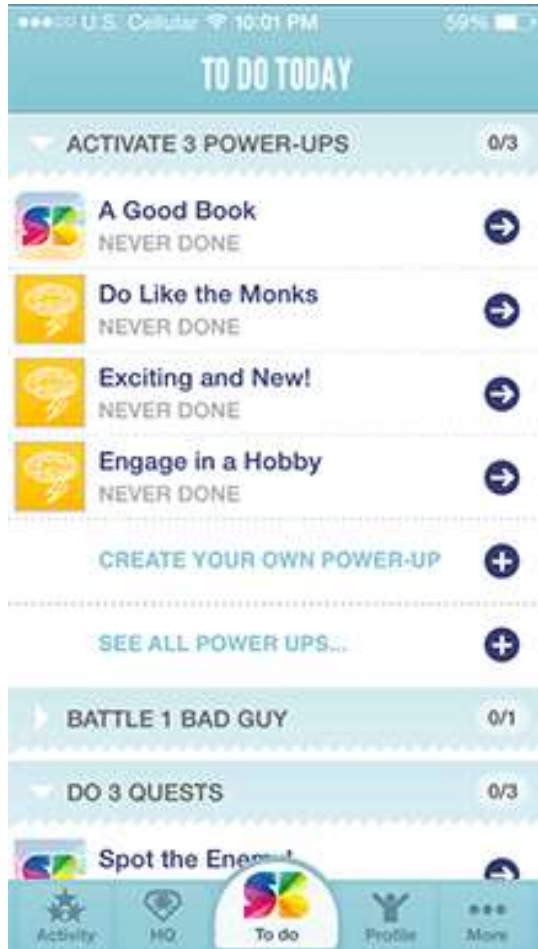 U.S. Cellular 10:01 PM 59%
TO DO TODAY
ACTIVATE 3 POWER-UPS 0/3
A Good Book
NEVER DONE
Do Like the Monks
NEVER DONE
Exciting and New!
NEVER DONE
Engage in a Hobby
NEVER DONE
CREATE YOUR OWN POWER-UP
SEE ALL POWER UPS...
BATTLE 1 BAD GUY 0/1
DO 3 QUESTS 0/3
Spot the Enemy!
Activity HQ To do Profile More